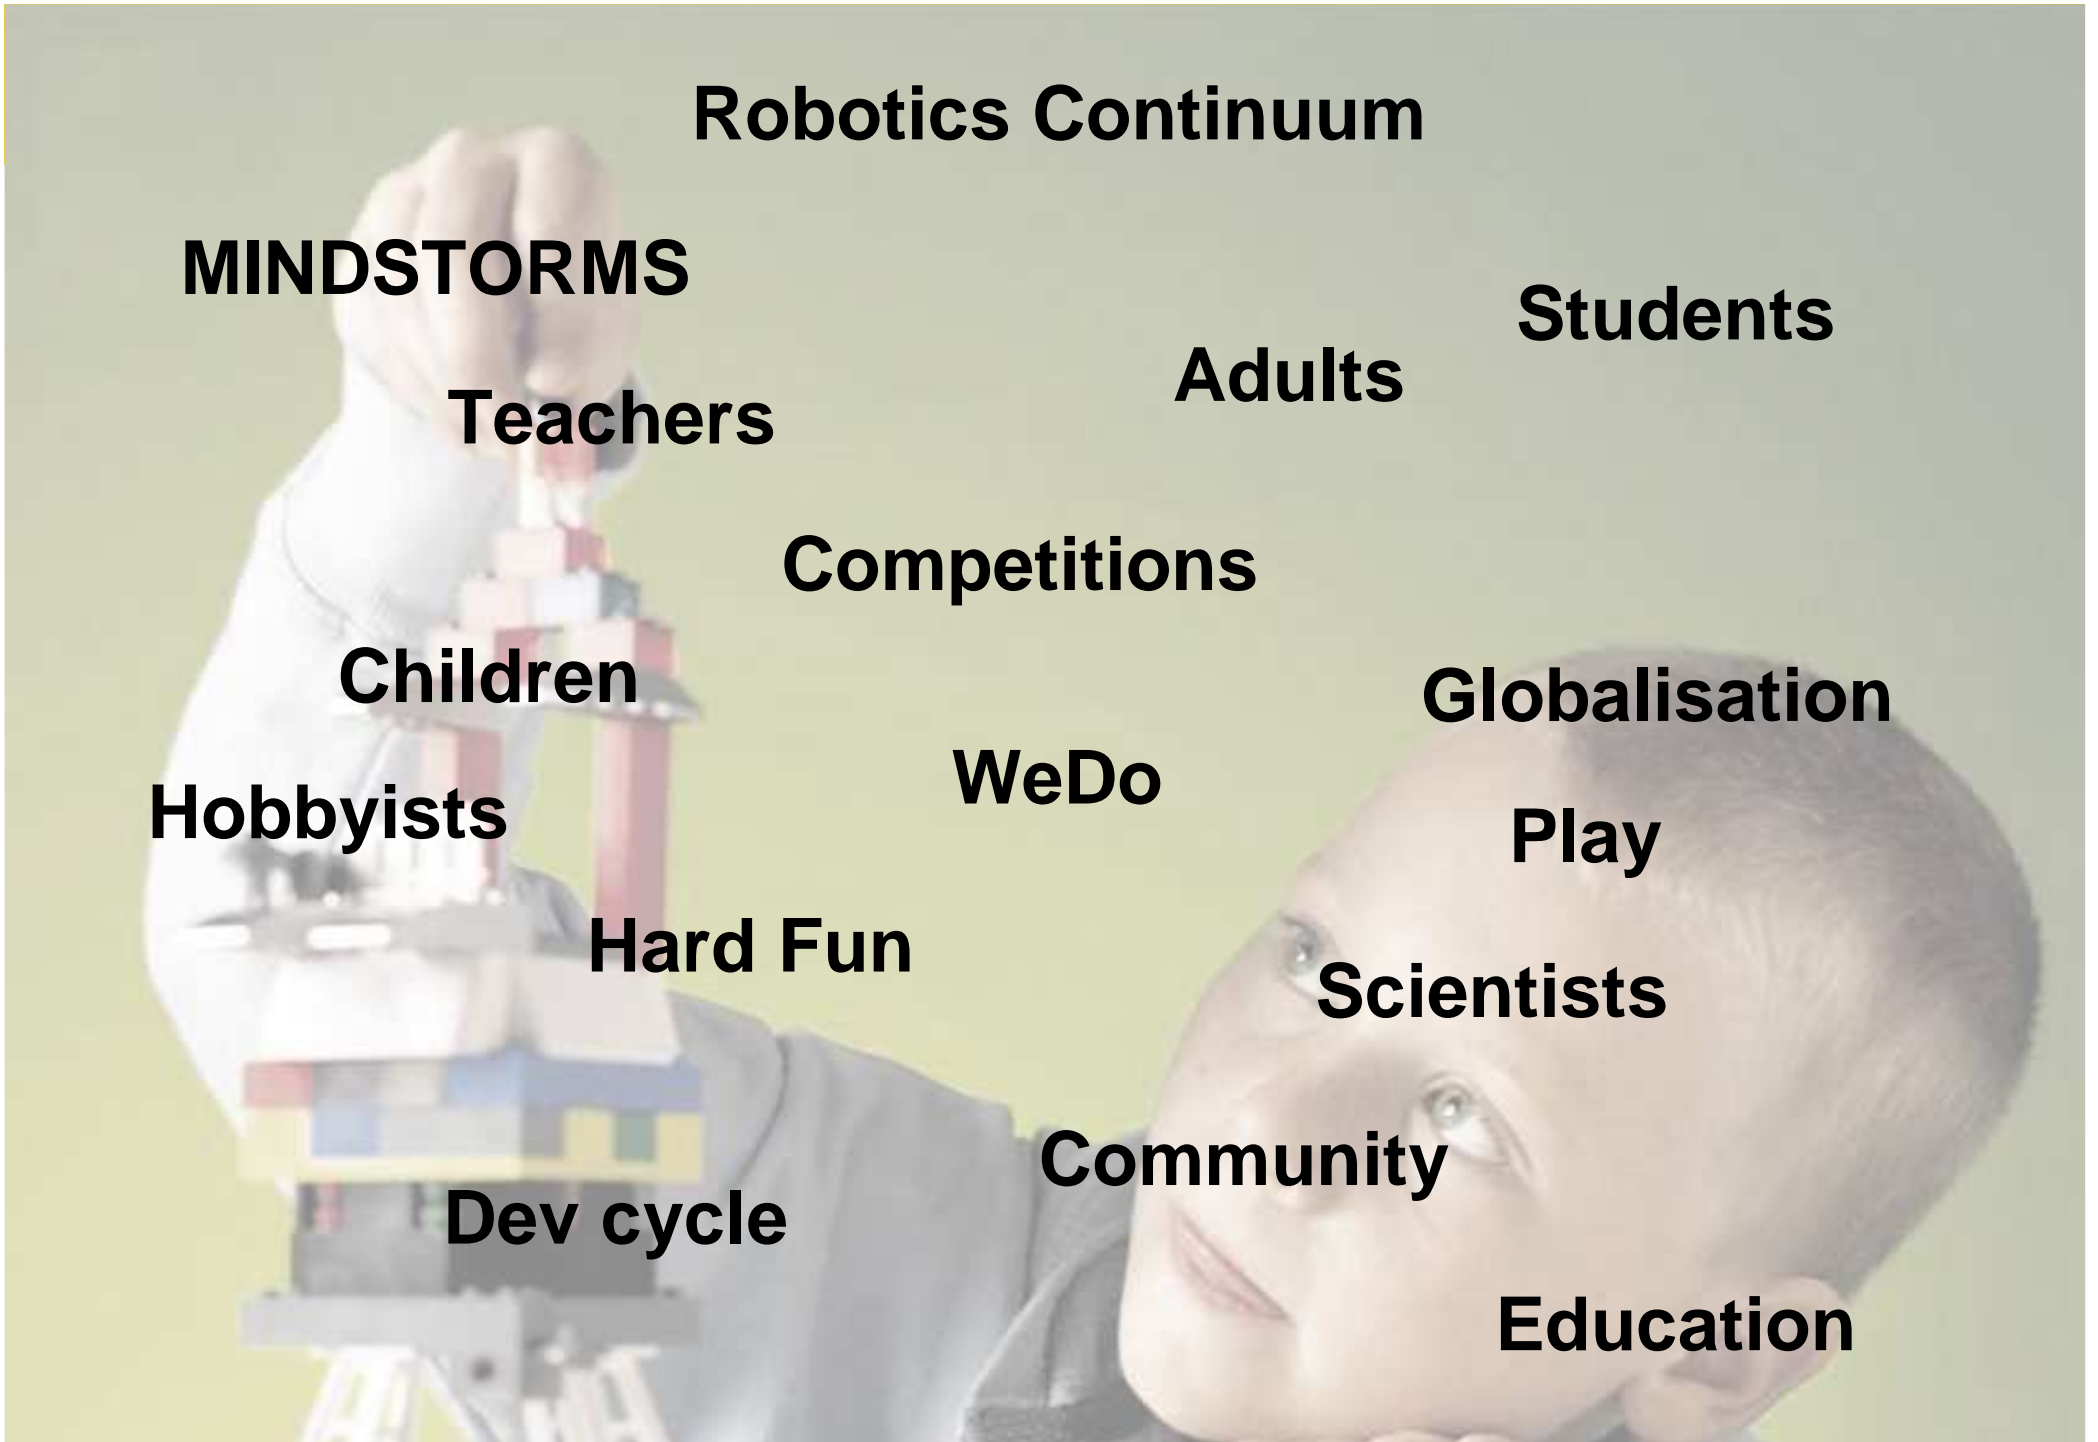 Robotics Continuum
MINDSTORMS
Students
Adults
Teachers
Competitions
Children
Globalisation
WeDo
Hobbyists
Play
Hard Fun
Scientists
Community
Dev cycle
Education